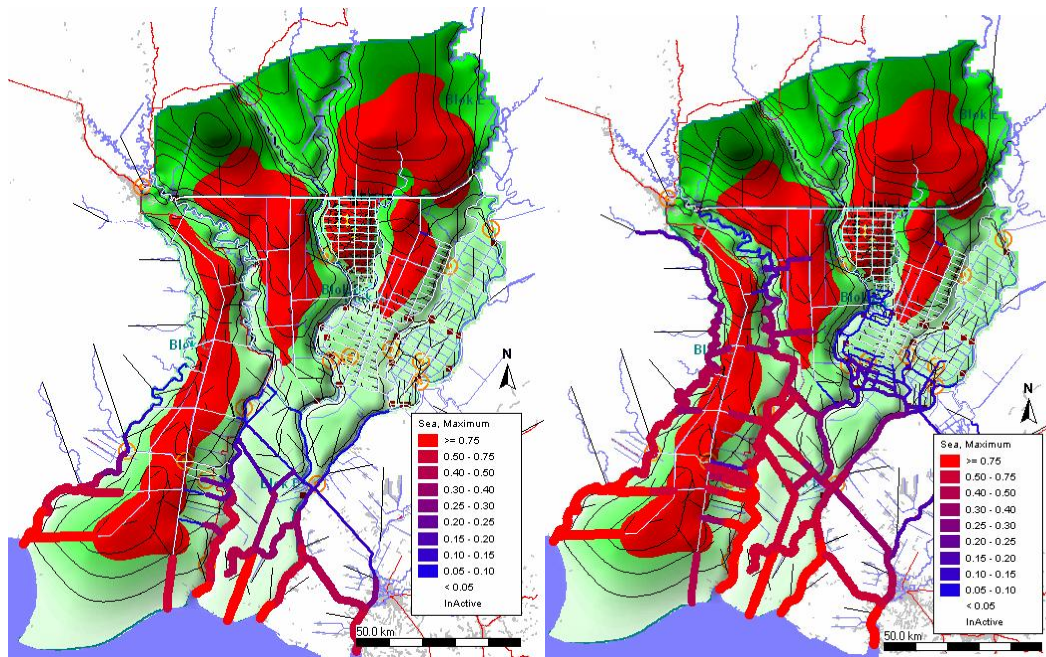 Blok E
Blok
Blok
N
Sea, Maximum
>= 0.75
0.50 - 0.75
0.40 - 0.50
0.30 - 0.40
0.25 - 0.30
0.20 - 0.25
0.15 - 0.20
0.10 - 0.15
0.05 - 0.10
< 0.05
InActive
50.0 km
Blok E
Blok
Blok
N
Sea, Maximum
>= 0.75
0.50 - 0.75
0.40 - 0.50
0.30 - 0.40
0.25 - 0.30
0.20 - 0.25
0.15 - 0.20
0.10 - 0.15
0.05 - 0.10
< 0.05
InActive
50.0 km